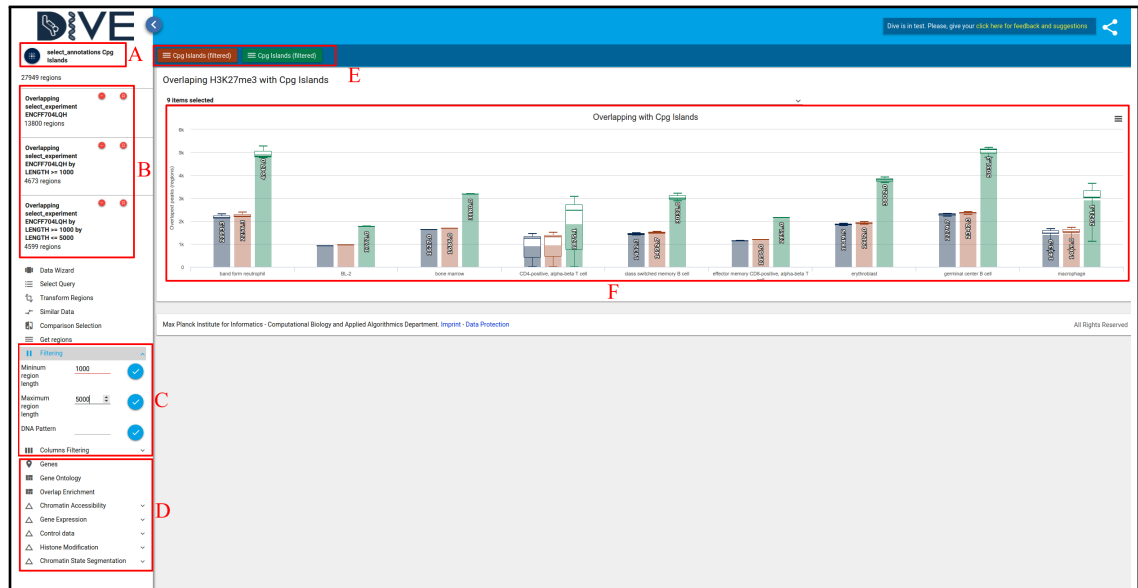 DIVE
Dive is in test. Please, give your click here for feedback and suggestions
select_annotations Cpg
Islands
A
27949 regions
Cpg Islands (filtered)
Cpg Islands (filtered)
E
Overlapping
select_experiment
ENCFF704LQH
13800 regions
Overlapping
select_experiment
ENCFF704LQH by
LENGTH >= 1000
4673 regions
Overlapping
select_experiment
ENCFF704LQH by
LENGTH >= 1000 by
LENGTH <= 5000
4599 regions
B
Data Wizard
Select Query
Transform Regions
Similar Data
Comparison Selection
Get regions
Filtering
Mininum
region
length
1000
Maximum
region
length
5000
DNA Pattern
Columns Filtering
C
Genes
Gene Ontology
Overlap Enrichment
Chromatin Accessibility
Gene Expression
Control data
Histone Modification
Chromatin State Segmentation
D
Overlaping H3K27me3 with Cpg Islands
9 items selected
Overlapping with Cpg Islands
Overlaped peaks (regions)
6k
5k
4k
3k
2k
1k
0
band form neutrophil
BL-2
bone marrow
CD4-positive, alpha-beta T cell
class switched memory B cell
effector memory CD8-positive, alpha-beta T
erythroblast
germinal center B cell
macrophage
F
Max Planck Institute for Informatics - Computational Biology and Applied Algorithmics Department. Imprint - Data Protection
All Rights Reserved